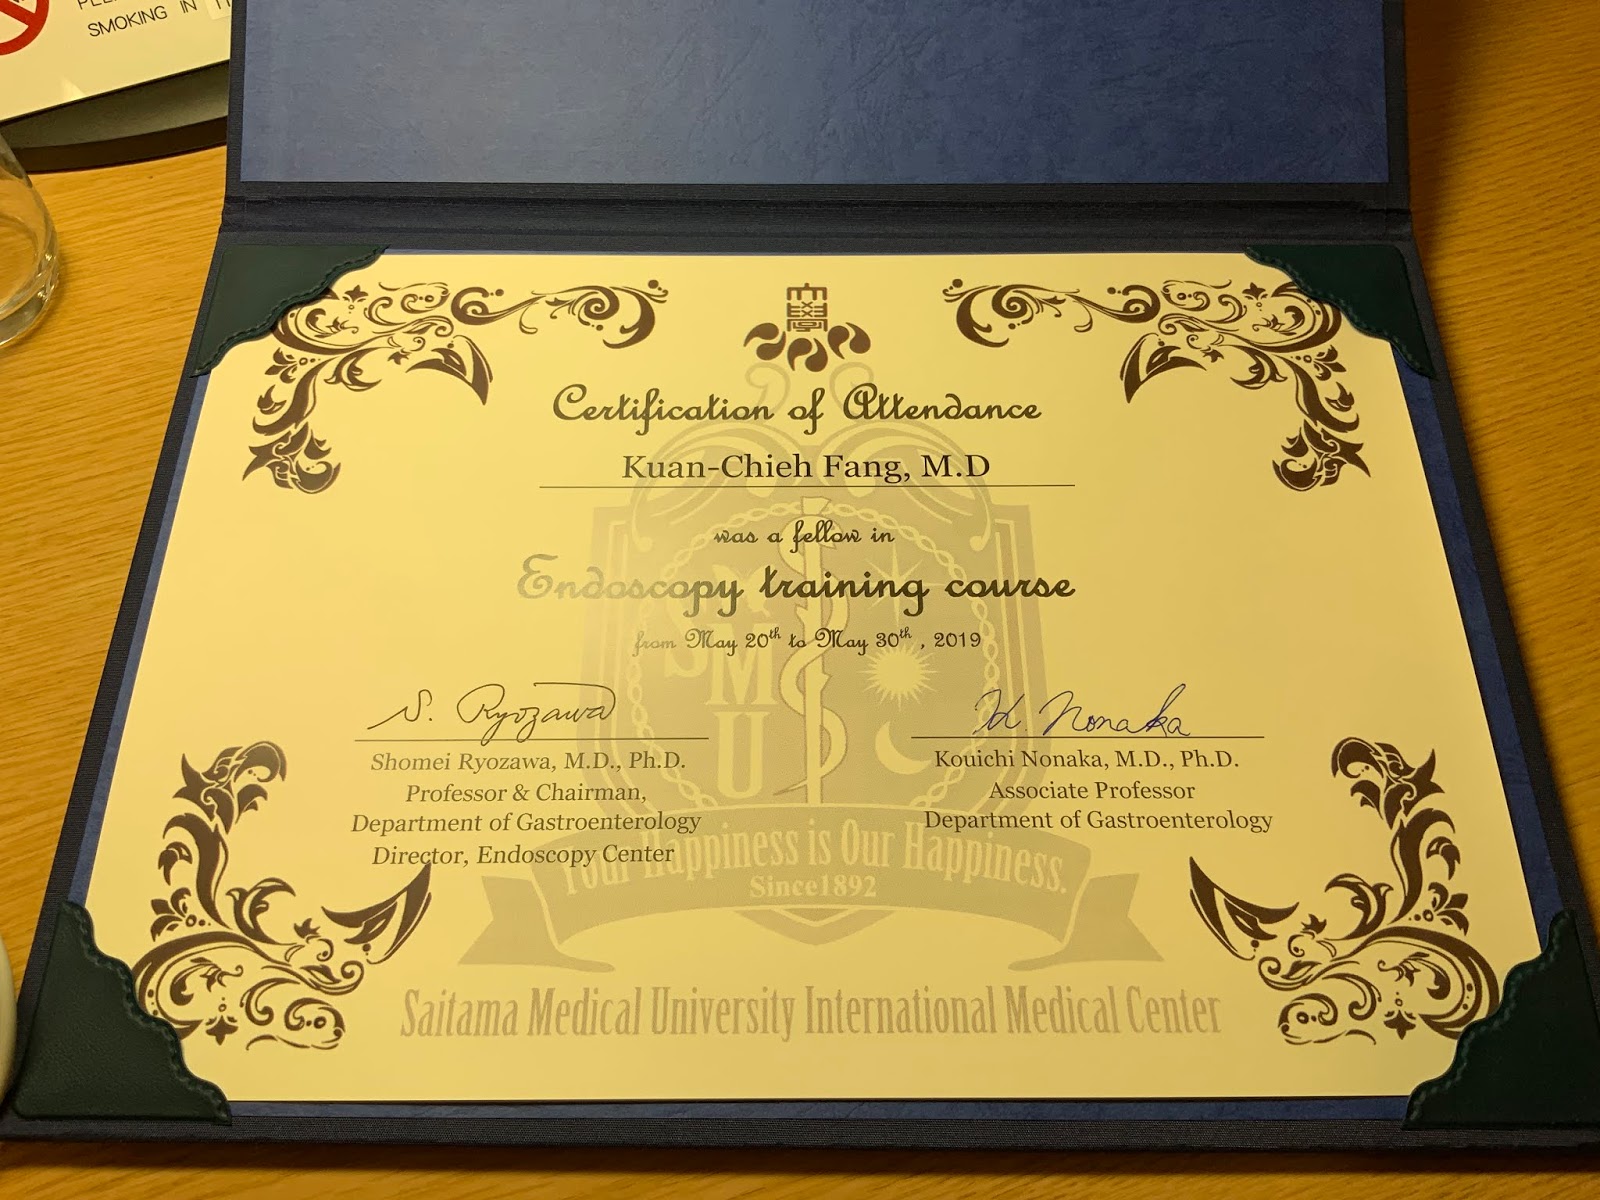 SMOKING IN
Certification of Attendance
Kuan-Chieh Fang, M.D
was a fellow in
Endoscopy training course
from May 20th to May 30th , 2019
S. Ryozawa
Shomei Ryozawa, M.D., Ph.D.
Professor & Chairman,
Department of Gastroenterology
Director, Endoscopy Center
K. Nonaka
Kouichi Nonaka, M.D., Ph.D.
Associate Professor
Department of Gastroenterology
SMU
Your Happiness is Our Happiness.
Since1892
Saitama Medical University International Medical Center